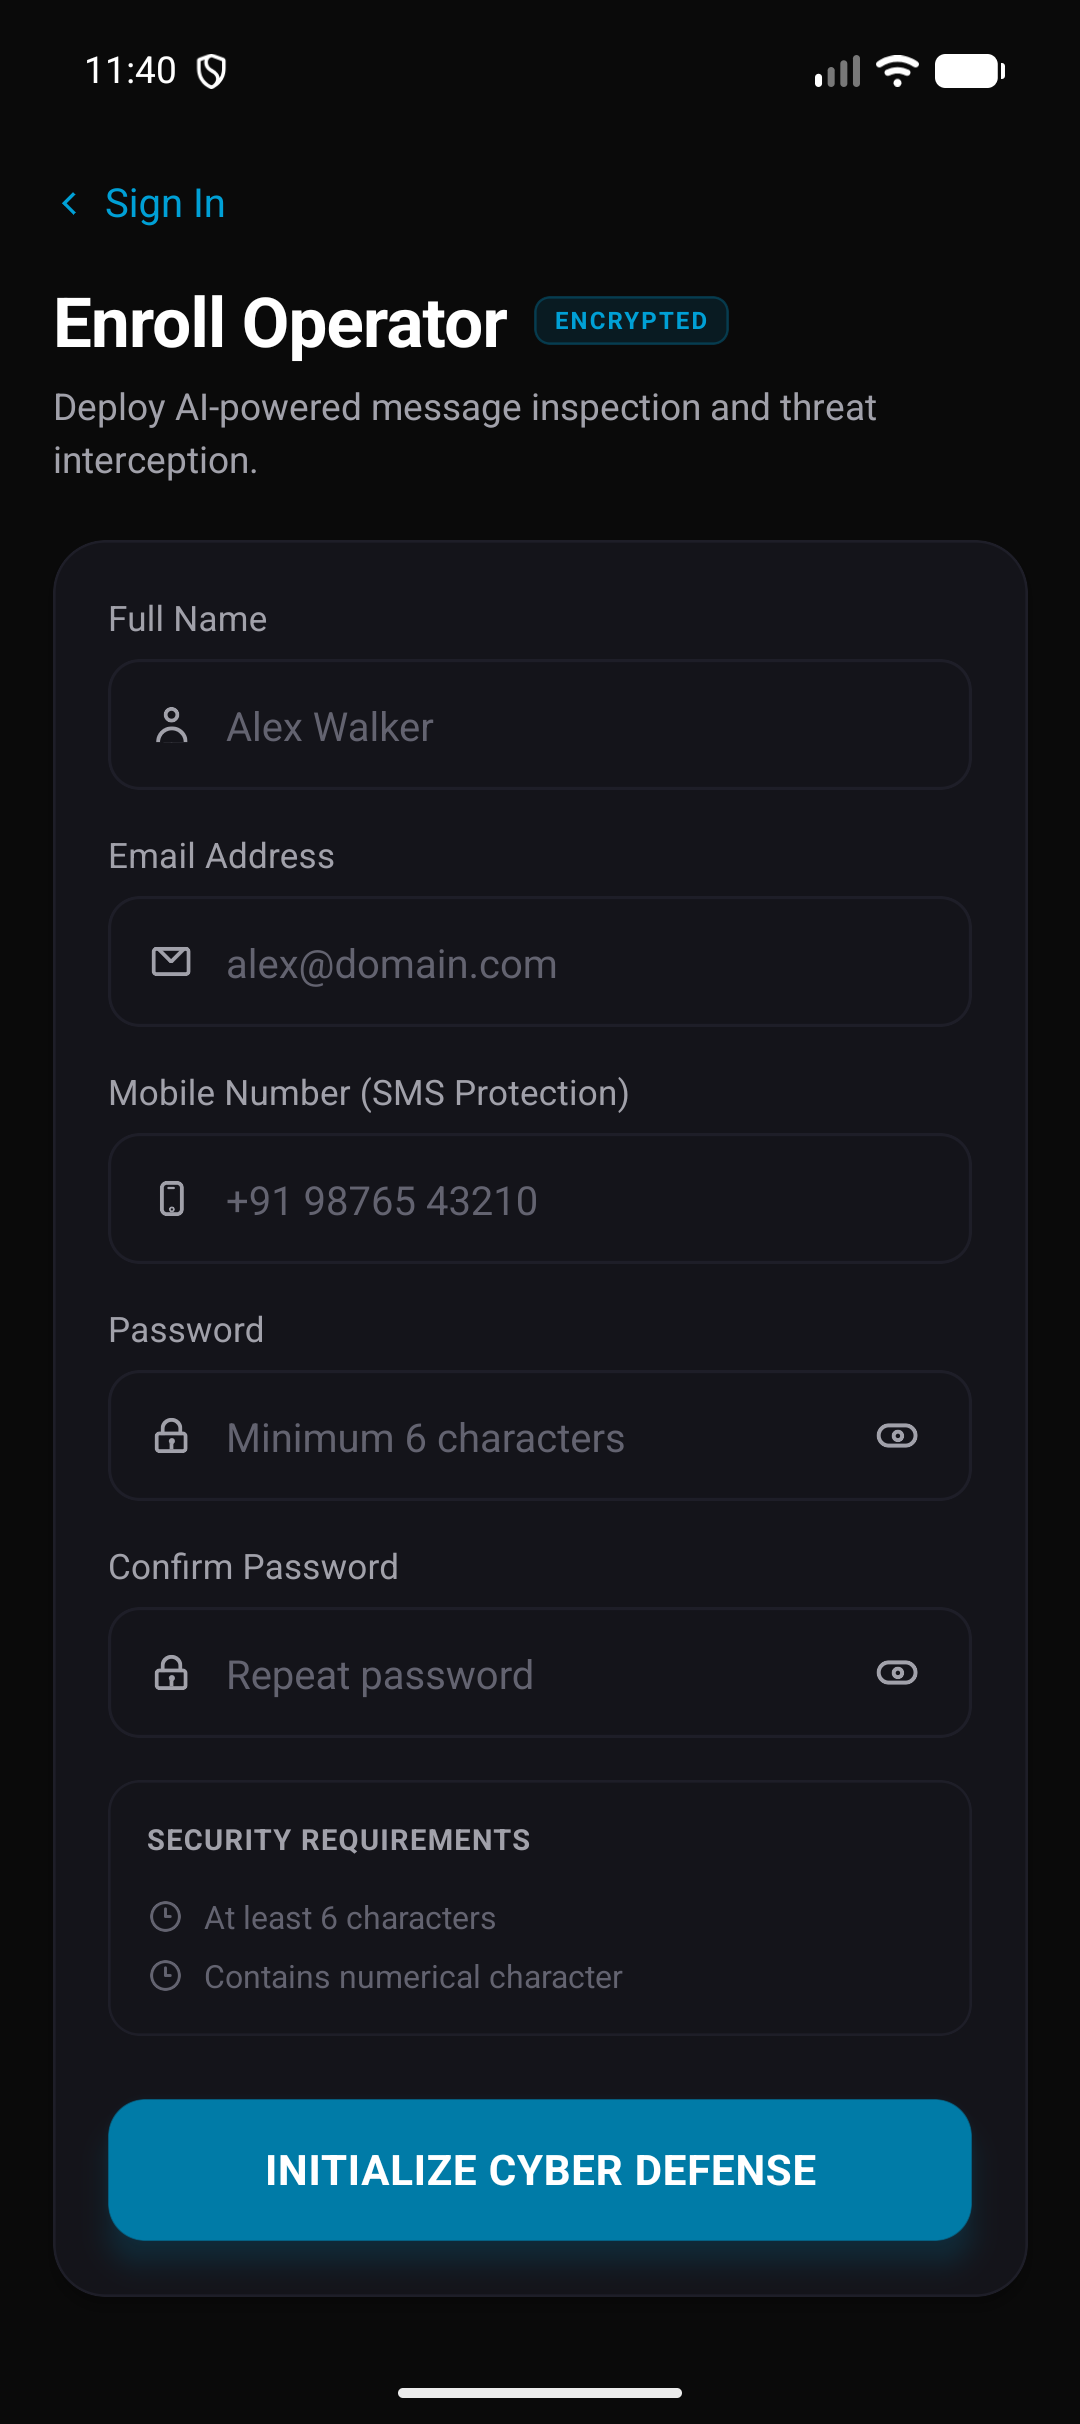 11:40
Sign In
Enroll Operator ENCRYPTED
Deploy AI-powered message inspection and threat
interception.
Full Name
Alex Walker
Email Address
alex@domain.com
Mobile Number (SMS Protection)
+91 98765 43210
Password
Minimum 6 characters
Confirm Password
Repeat password
SECURITY REQUIREMENTS
At least 6 characters
Contains numerical character
INITIALIZE CYBER DEFENSE